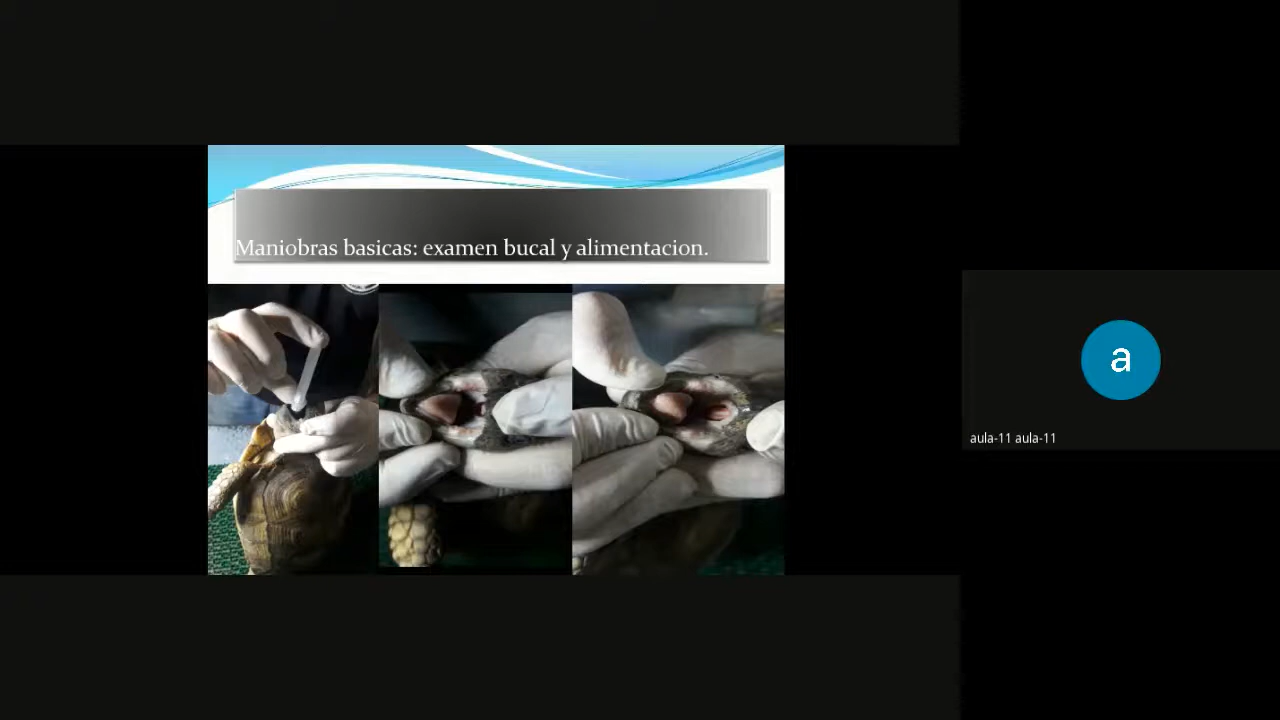 Maniobras basicas: examen bucal y alimentacion.
a
aula-11 aula-11